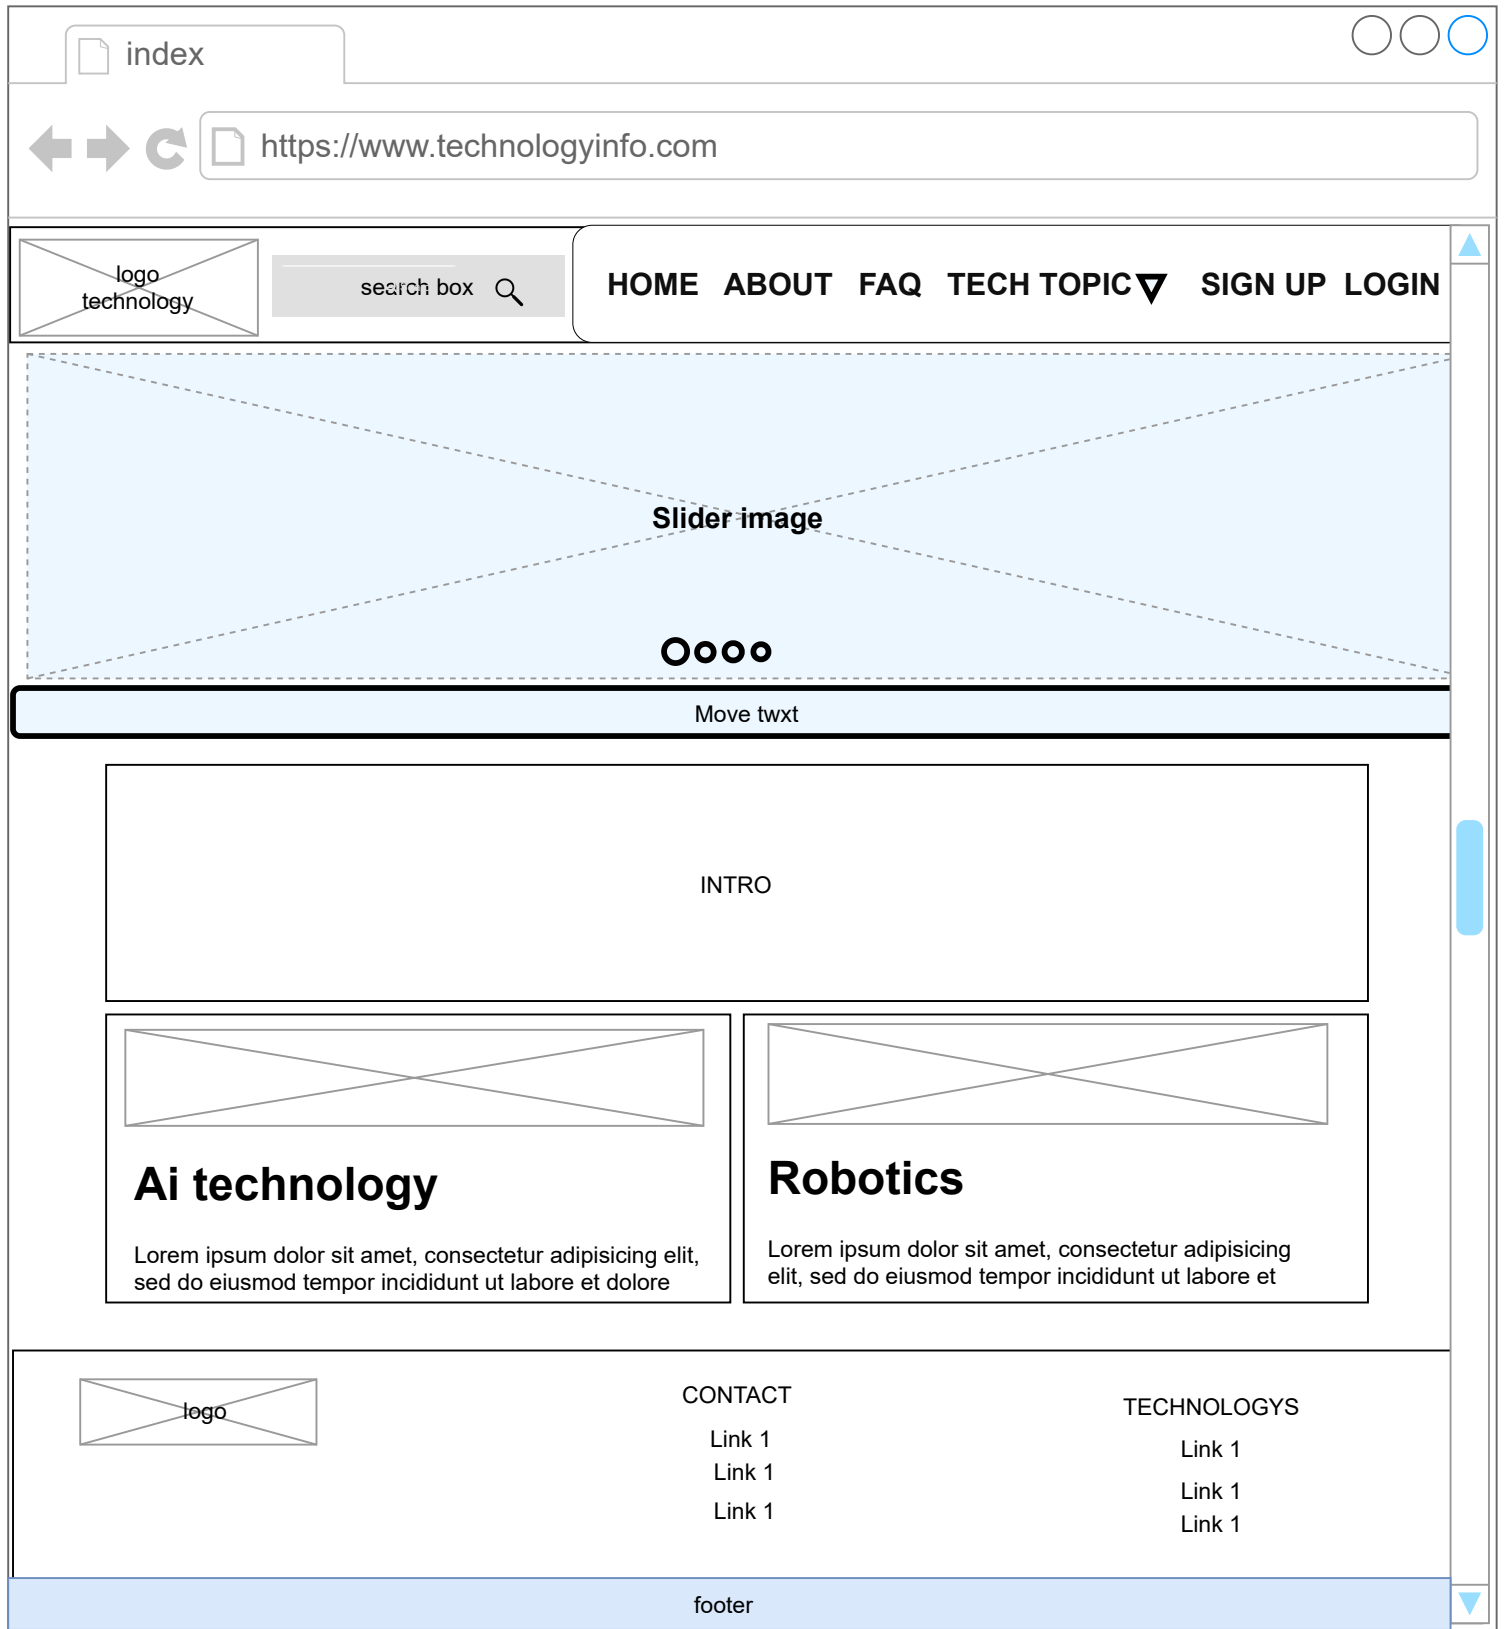 index
https://www.technologyinfo.com
logo
technology
search box
HOME ABOUT FAQ TECH TOPIC SIGN UP LOGIN
Slider image
Move twxt
INTRO
Ai technology
Lorem ipsum dolor sit amet, consectetur adipisicing elit,
sed do eiusmod tempor incididunt ut labore et dolore
Robotics
Lorem ipsum dolor sit amet, consectetur adipisicing
elit, sed do eiusmod tempor incididunt ut labore et
logo
CONTACT
Link 1
Link 1
Link 1
TECHNOLOGYS
Link 1
Link 1
Link 1
footer